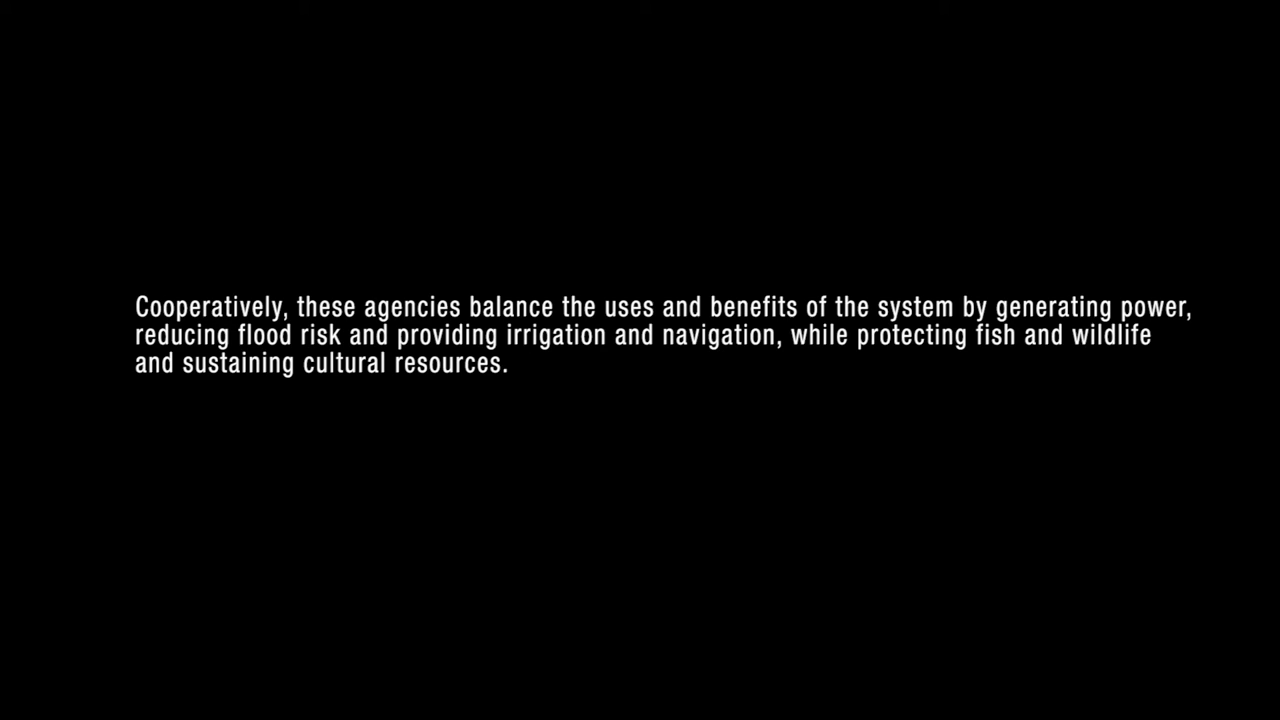 Cooperatively, these agencies balance the uses and benefits of the system by generating power,
reducing flood risk and providing irrigation and navigation, while protecting fish and wildlife
and sustaining cultural resources.